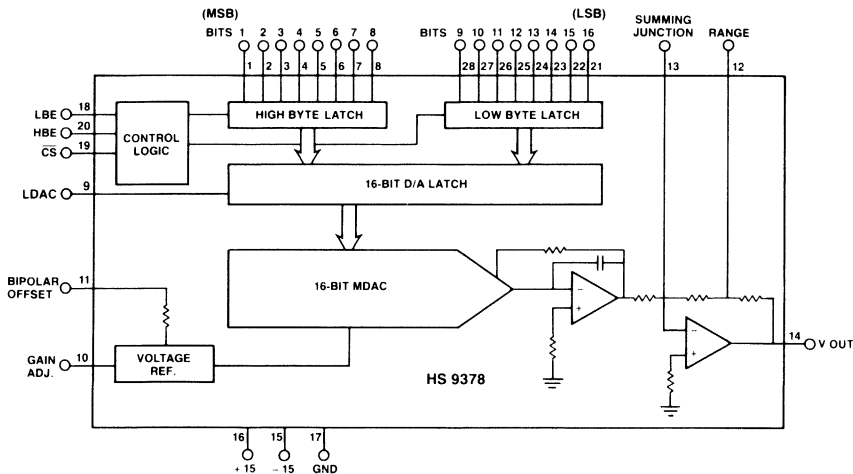 (MSB)
BITS 1 2 3 4 5 6 7 8
(LSB)
BITS 9 10 11 12 13 14 15 16
SUMMING
JUNCTION
RANGE
1 2 3 4 5 6 7 8
28 27 26 25 24 23 22 21
13
12
LBE 18
HBE 20
CS 19
CONTROL
LOGIC
HIGH BYTE LATCH
LOW BYTE LATCH
LDAC 9
16-BIT D/A LATCH
BIPOLAR
OFFSET
11
16-BIT MDAC
−
+
−
+
14 V OUT
GAIN
ADJ.
10
VOLTAGE
REF.
HS 9378
16 15 17
+ 15 − 15 GND